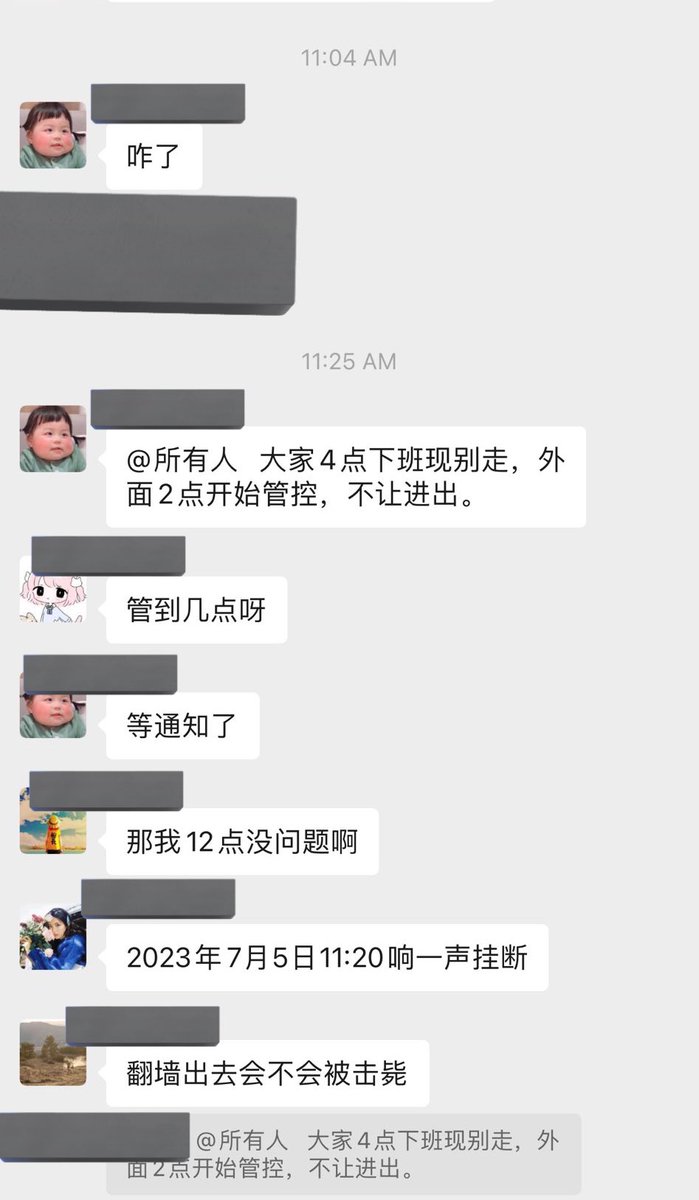 11:04 AM
咋了
11:25 AM
@所有人 大家4点下班现别走，外
面2点开始管控，不让进出。
管到几点呀
等通知了
那我12点没问题啊
2023年7月5日11:20响一声挂断
翻墙出去会不会被击毙
@所有人 大家4点下班现别走，外
面2点开始管控，不让进出。